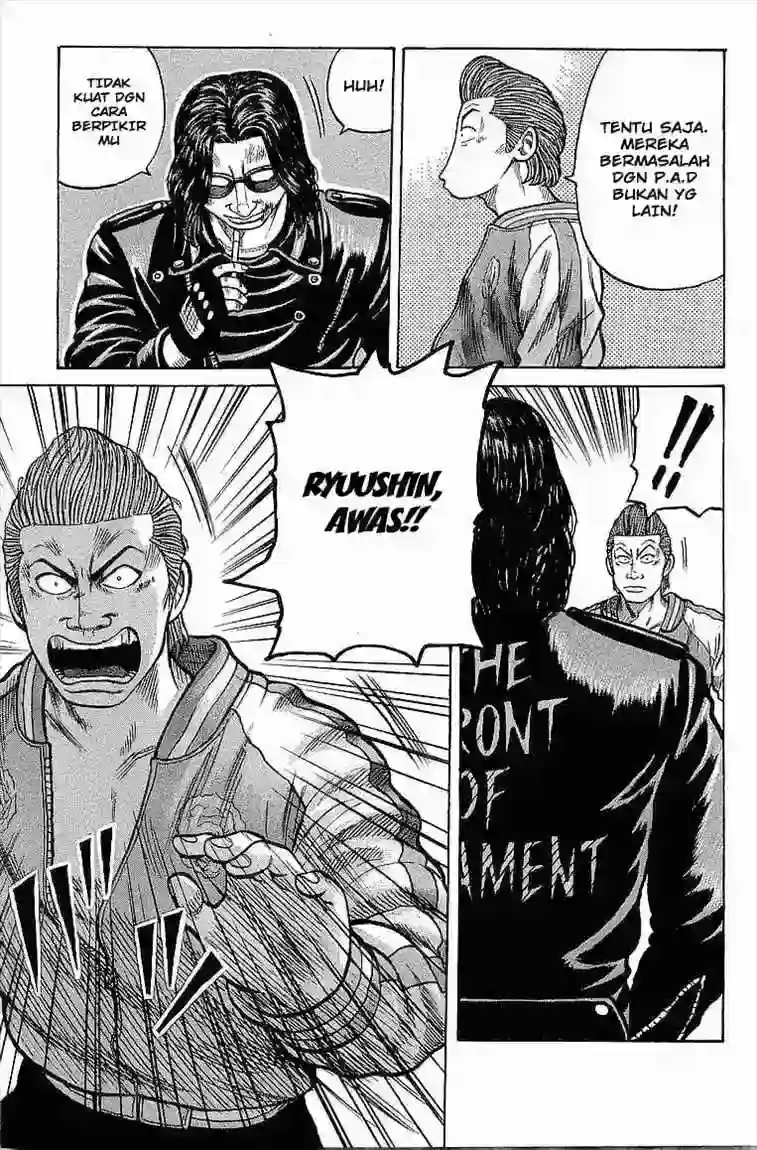 TENTU SAJA.
MEREKA
BERMASALAH
DGN P.A.D
BUKAN YG
LAIN!
HUH!
TIDAK
KUAT DGN
CARA
BERPIKIR
MU
!!
RYUUSHIN,
AWAS!!
HE
RONT
OF
AMENT